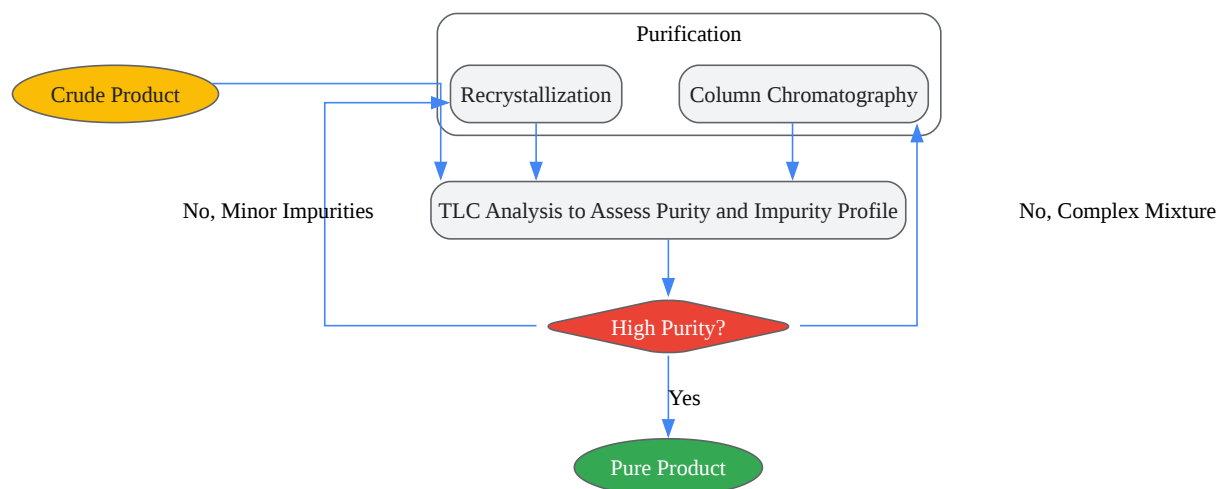 Purification
Crude Product
Recrystallization
Column Chromatography
No, Minor Impurities
TLC Analysis to Assess Purity and Impurity Profile
No, Complex Mixture
High Purity?
Yes
Pure Product